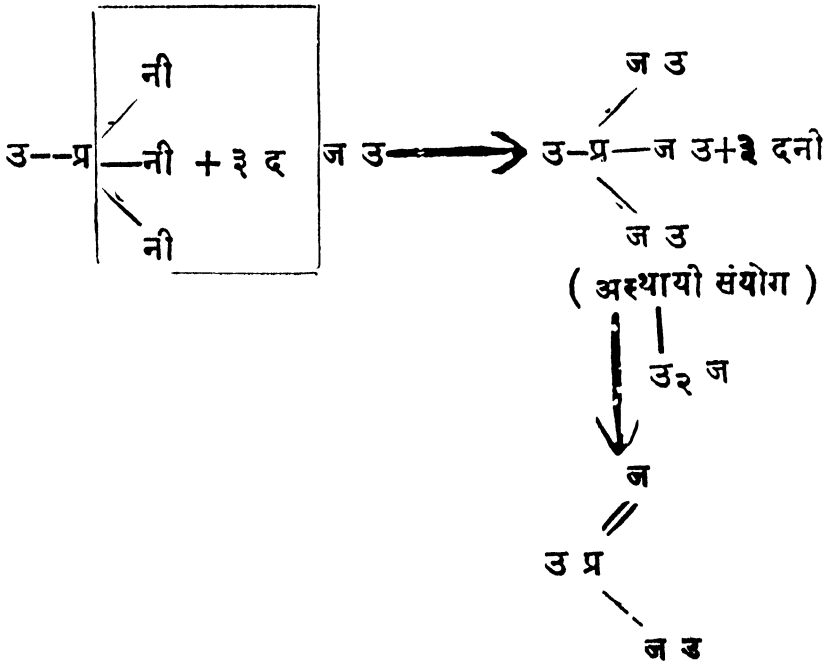 नी ज उ
उ--प्र —नी + ३ द ज उ → उ-प्र—ज उ+३ दनी
नी ज उ
( अस्थायी संयोग )
उ२ ज
ज
उ प्र
ज ड